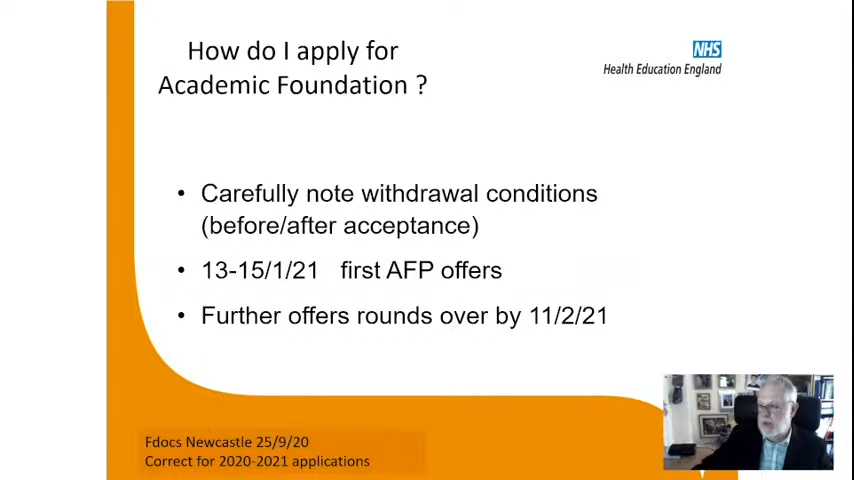 How do I apply for
Academic Foundation ?
NHS
Health Education England
• Carefully note withdrawal conditions
(before/after acceptance)
• 13-15/1/21 first AFP offers
• Further offers rounds over by 11/2/21
Fdocs Newcastle 25/9/20
Correct for 2020-2021 applications